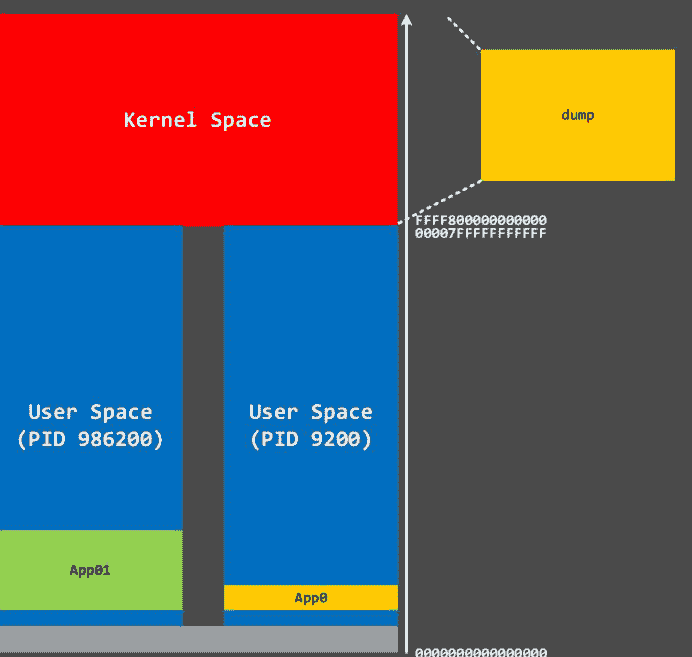 Kernel Space
dump
FFFF800000000000
00007FFFFFFFFFFF
User Space
(PID 986200)
User Space
(PID 9200)
App01
App0
0000000000000000